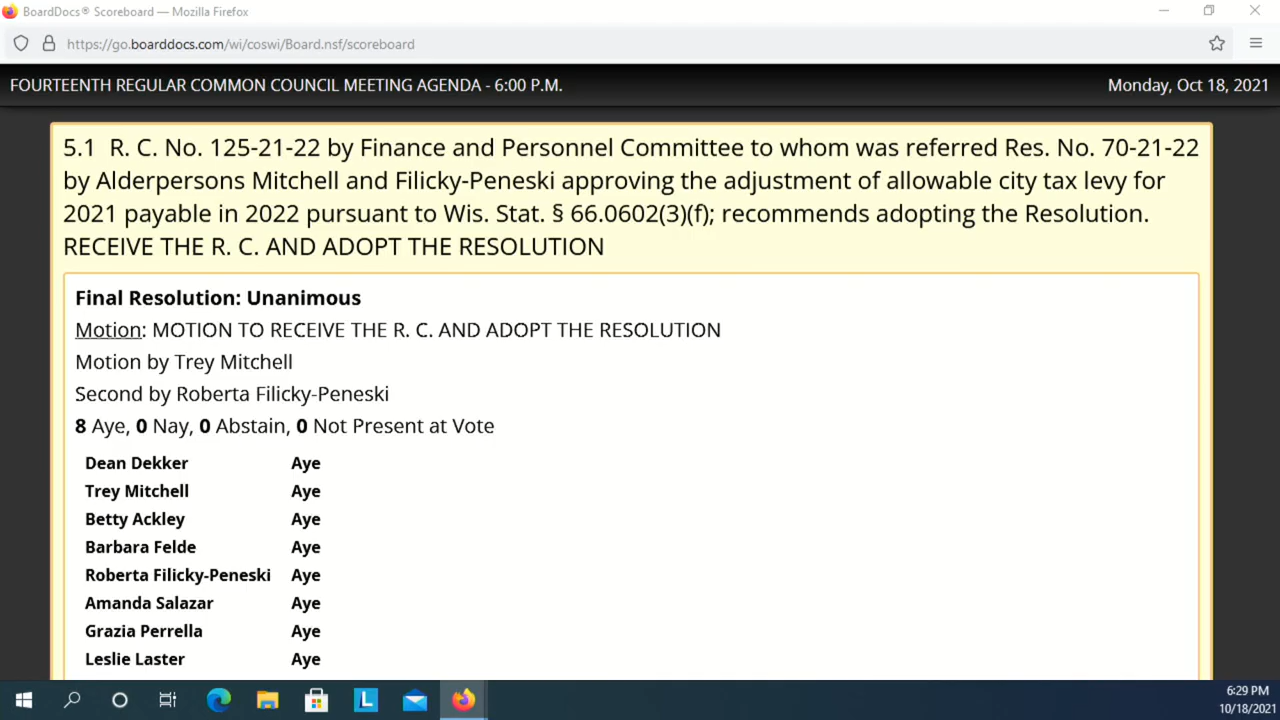 BoardDocs® Scoreboard — Mozilla Firefox
https://go.boarddocs.com/wi/coswi/Board.nsf/scoreboard
FOURTEENTH REGULAR COMMON COUNCIL MEETING AGENDA - 6:00 P.M. Monday, Oct 18, 2021
5.1 R. C. No. 125-21-22 by Finance and Personnel Committee to whom was referred Res. No. 70-21-22
by Alderpersons Mitchell and Filicky-Peneski approving the adjustment of allowable city tax levy for
2021 payable in 2022 pursuant to Wis. Stat. § 66.0602(3)(f); recommends adopting the Resolution.
RECEIVE THE R. C. AND ADOPT THE RESOLUTION
Final Resolution: Unanimous
Motion: MOTION TO RECEIVE THE R. C. AND ADOPT THE RESOLUTION
Motion by Trey Mitchell
Second by Roberta Filicky-Peneski
8 Aye, 0 Nay, 0 Abstain, 0 Not Present at Vote
Dean Dekker Aye
Trey Mitchell Aye
Betty Ackley Aye
Barbara Felde Aye
Roberta Filicky-Peneski Aye
Amanda Salazar Aye
Grazia Perrella Aye
Leslie Laster Aye
L
6:29 PM
10/18/2021